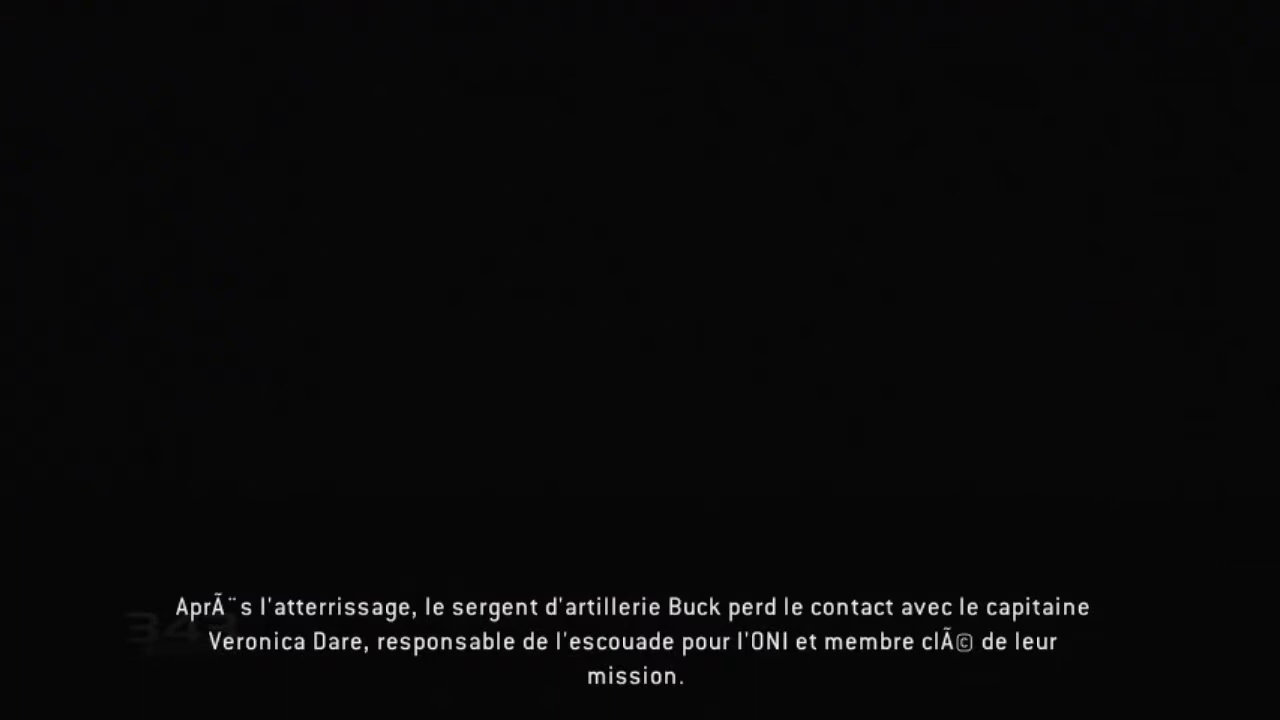 AprÃ¨s l'atterrissage, le sergent d'artillerie Buck perd le contact avec le capitaine
Veronica Dare, responsable de l'escouade pour l'ONI et membre clÃ© de leur
mission.
343